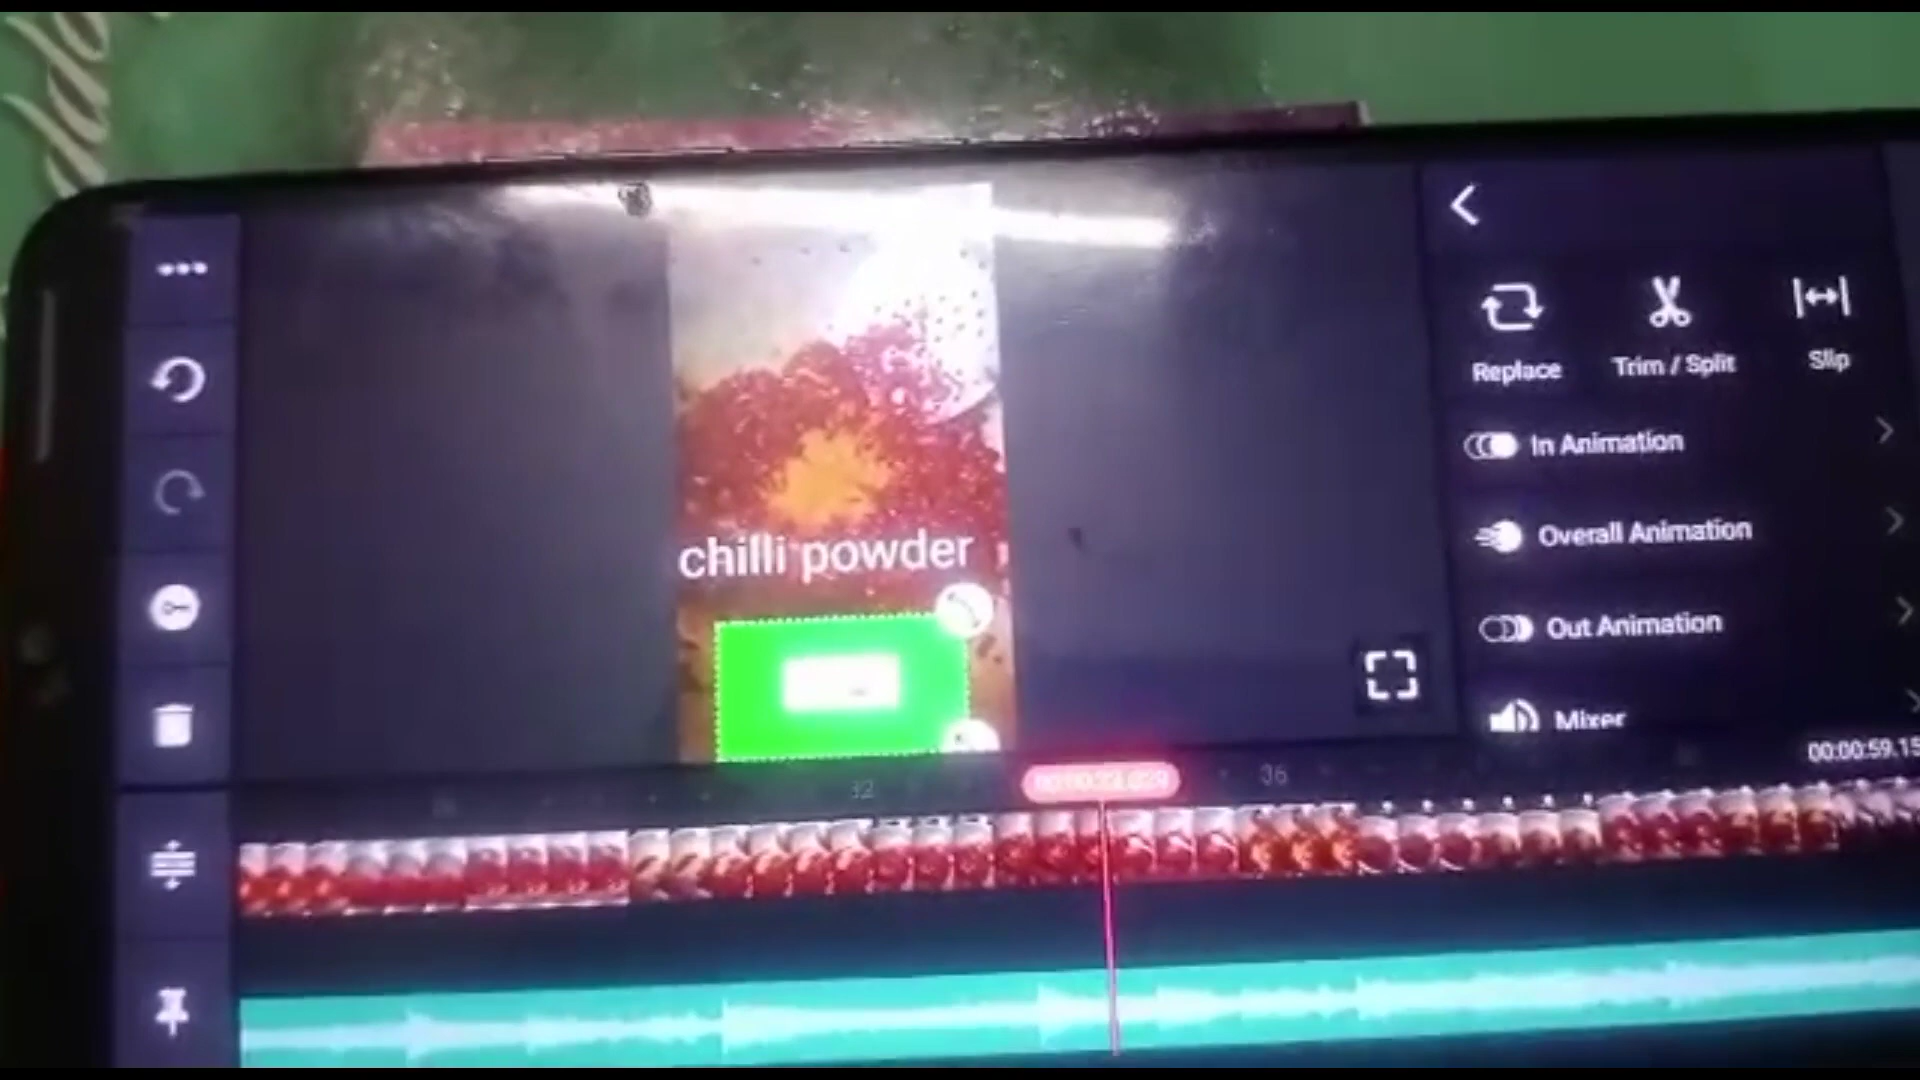 Replace
Trim / Split
Slip
In Animation
Overall Animation
Out Animation
Mixer
chilli powder
00:00:59.15
32
36